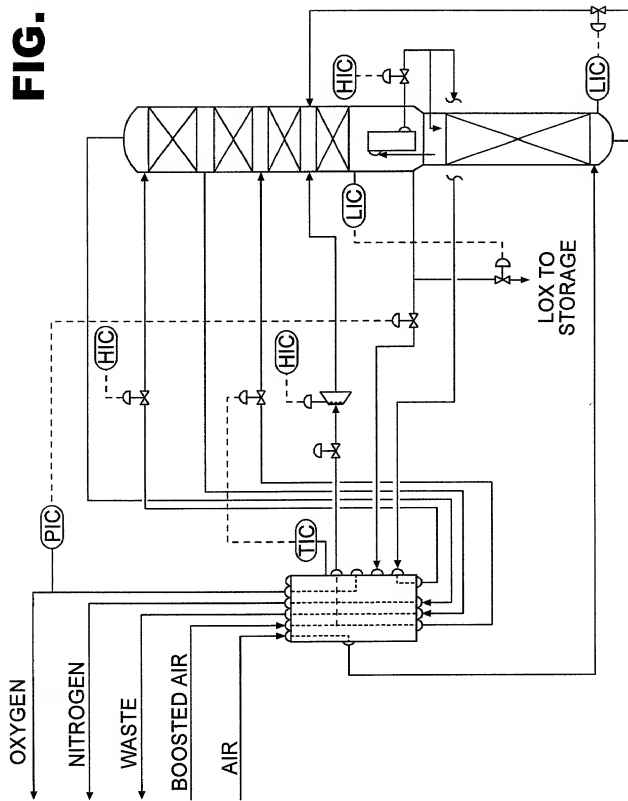 FIG.
HIC
LIC
LIC
LOX TO
STORAGE
HIC
HIC
PIC
TIC
OXYGEN
NITROGEN
WASTE
BOOSTED AIR
AIR